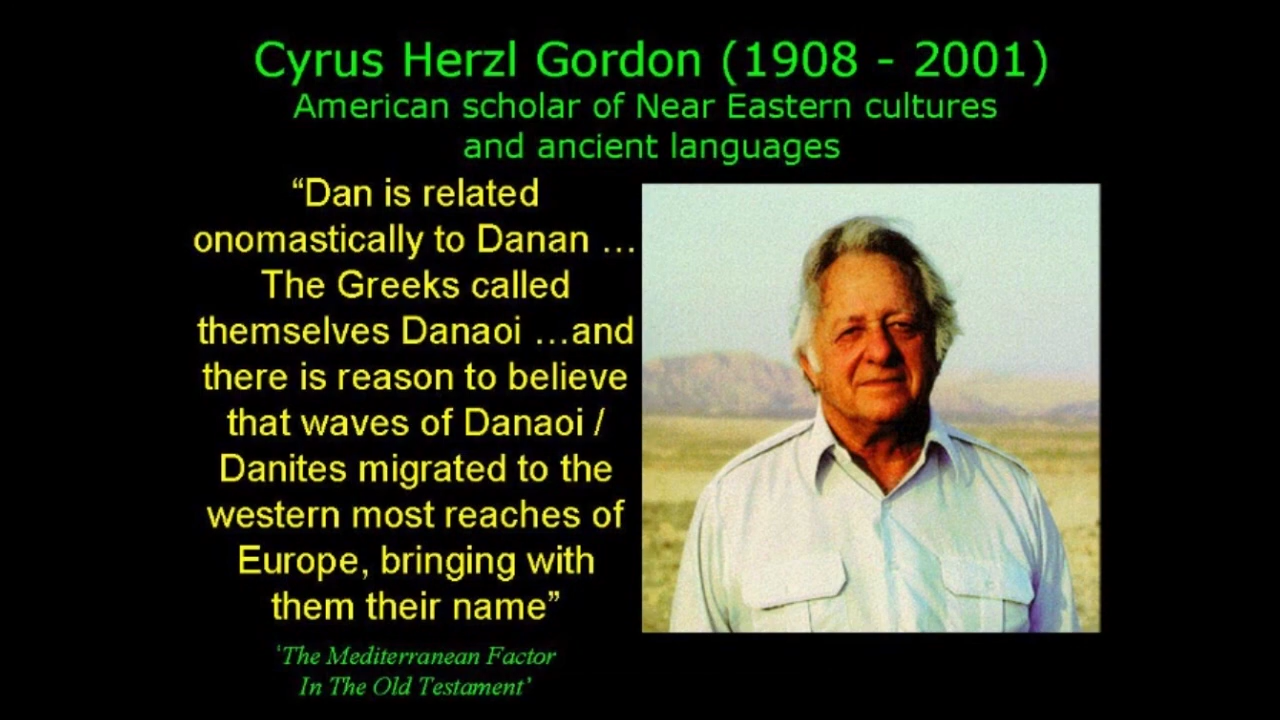 Cyrus Herzl Gordon (1908 - 2001)
American scholar of Near Eastern cultures
and ancient languages
“Dan is related
onomastically to Danan ...
The Greeks called
themselves Danaoi ...and
there is reason to believe
that waves of Danaoi /
Danites migrated to the
western most reaches of
Europe, bringing with
them their name”
‘The Mediterranean Factor
In The Old Testament’